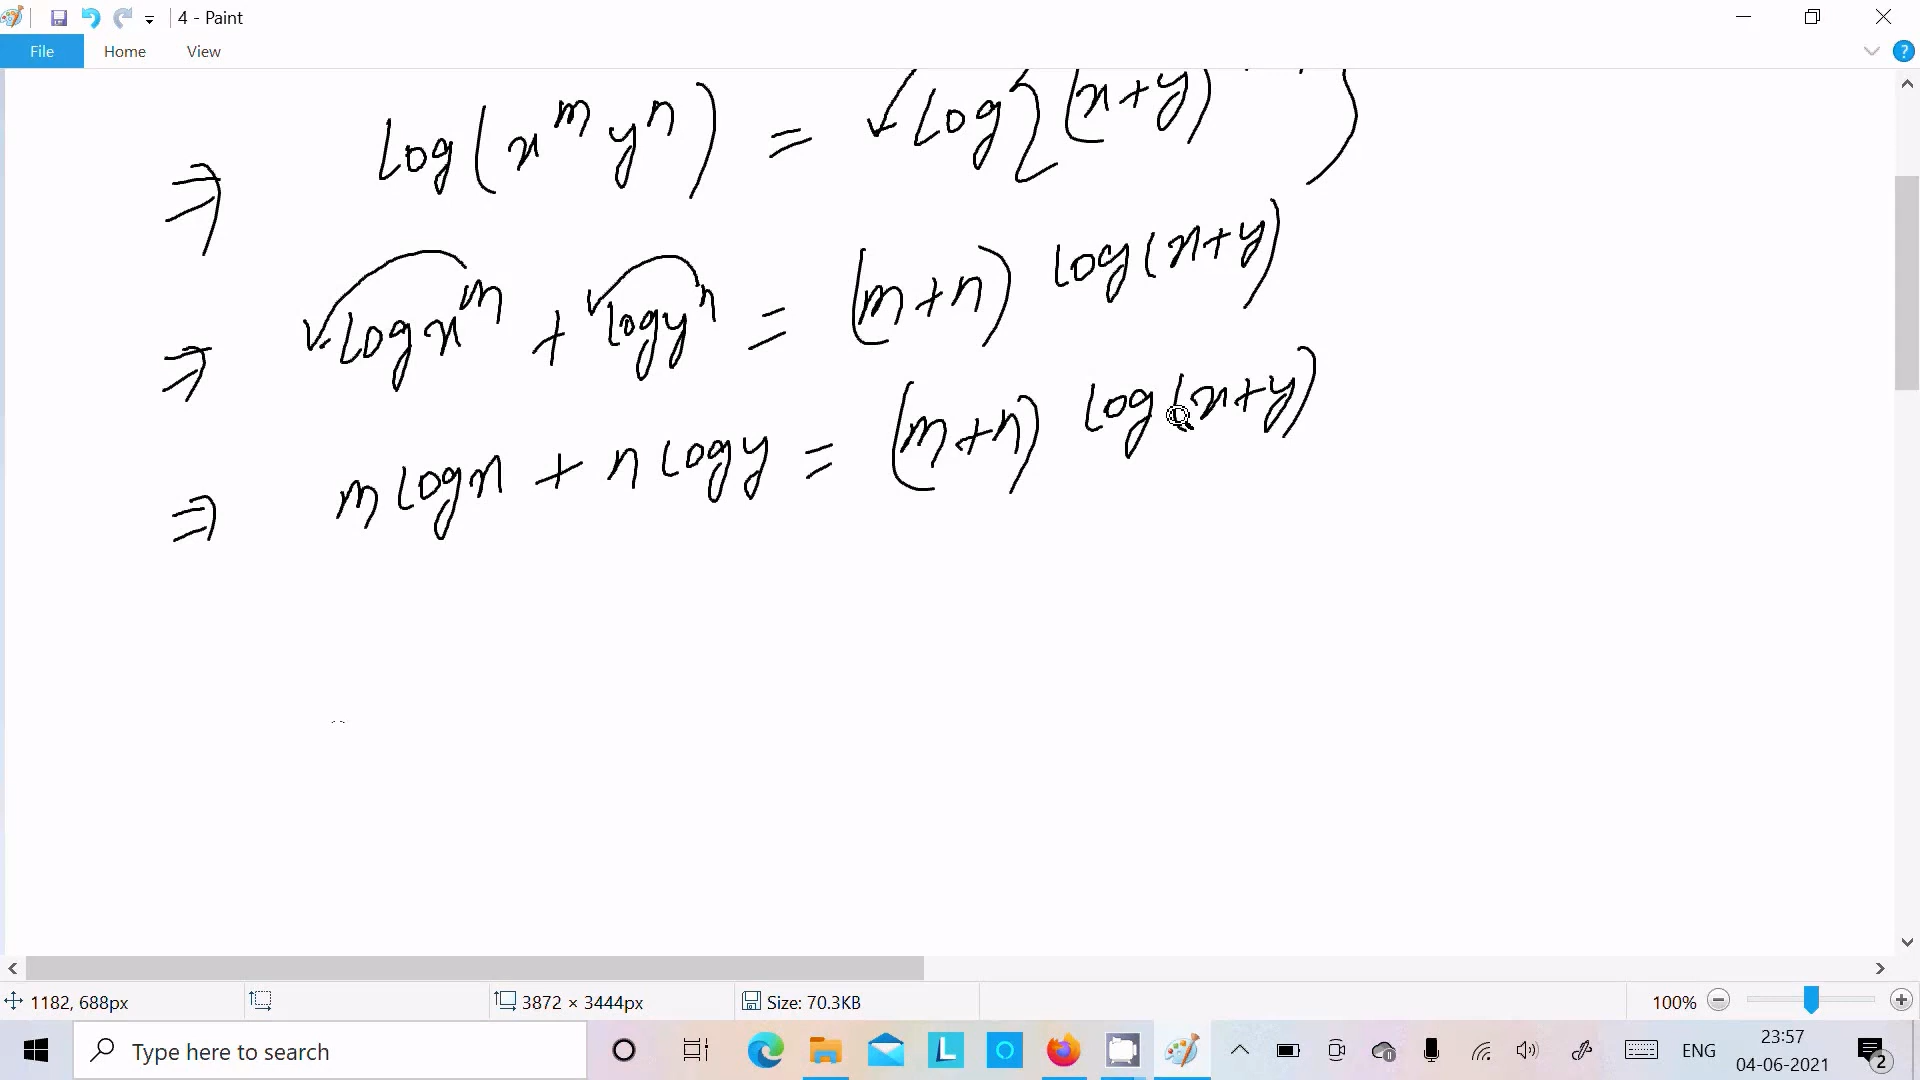 4 - Paint
File Home View
⇒ log(x^m y^n) = log{(x+y)
⇒ log x^m + log y^n = (m+n) log(x+y)
⇒ m log x + n log y = (m+n) log(x+y)
1182, 688px 3872 × 3444px Size: 70.3KB 100%
Type here to search L ENG 23:57
04-06-2021 2